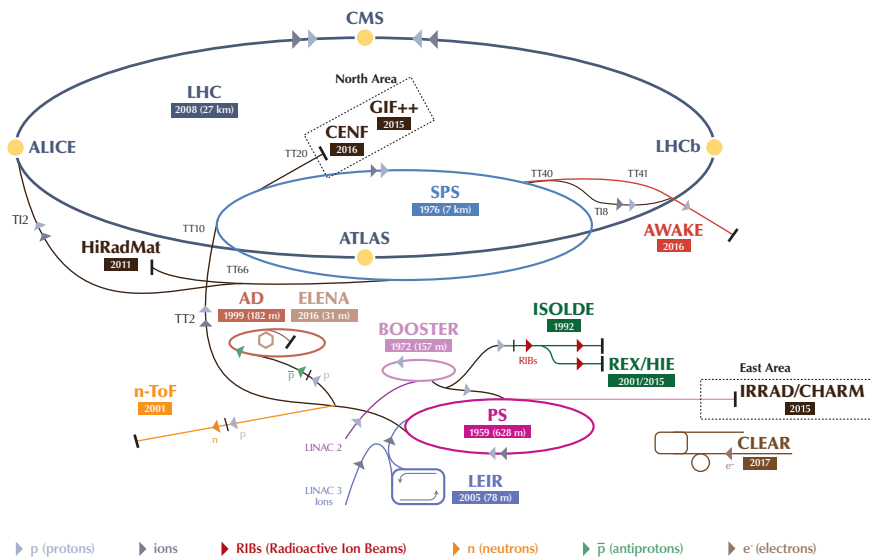 CMS
North Area
LHC
2008 (27 km)
GIF++
2015
CENF
2016
TT20
ALICE
LHCb
SPS
1976 (7 km)
TT40
TT41
TI8
TI2
TT10
ATLAS
AWAKE
2016
HiRadMat
2011
TT66
AD
1999 (182 m)
ELENA
2016 (31 m)
TT2
ISOLDE
1992
BOOSTER
1972 (157 m)
RIBs
REX/HIE
2001/2015
East Area
p̅
p
n-ToF
2001
IRRAD/CHARM
2015
PS
1959 (628 m)
n
p
LINAC 2
CLEAR
2017
e⁻
LINAC 3
Ions
LEIR
2005 (78 m)
p (protons)
ions
RIBs (Radioactive Ion Beams)
n (neutrons)
p̅ (antiprotons)
e⁻ (electrons)